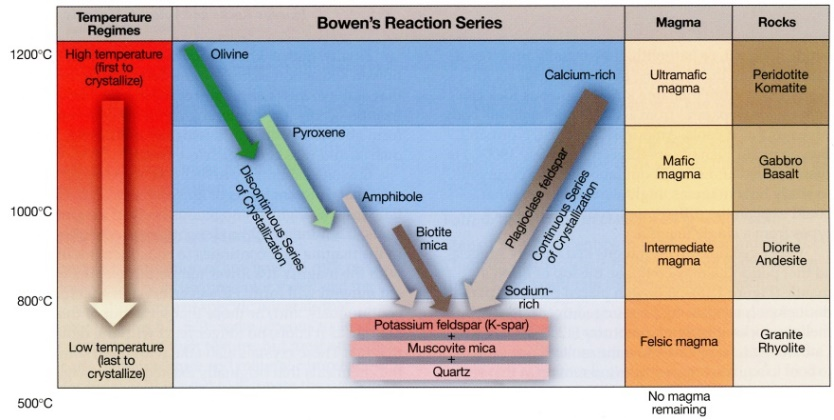 Temperature
Regimes
Bowen's Reaction Series
Magma
Rocks
1200°C
High temperature
(first to
crystallize)
Olivine
Calcium-rich
Ultramafic
magma
Peridotite
Komatite
Pyroxene
Mafic
magma
Gabbro
Basalt
Discontinuous Series
of Crystallization
Plagioclase feldspar
Continuous Series
of Crystallization
1000°C
Amphibole
Biotite
mica
Intermediate
magma
Diorite
Andesite
Sodium-
rich
800°C
Potassium feldspar (K-spar)
+
Muscovite mica
+
Quartz
Felsic magma
Granite
Rhyolite
Low temperature
(last to
crystallize)
500°C
No magma
remaining